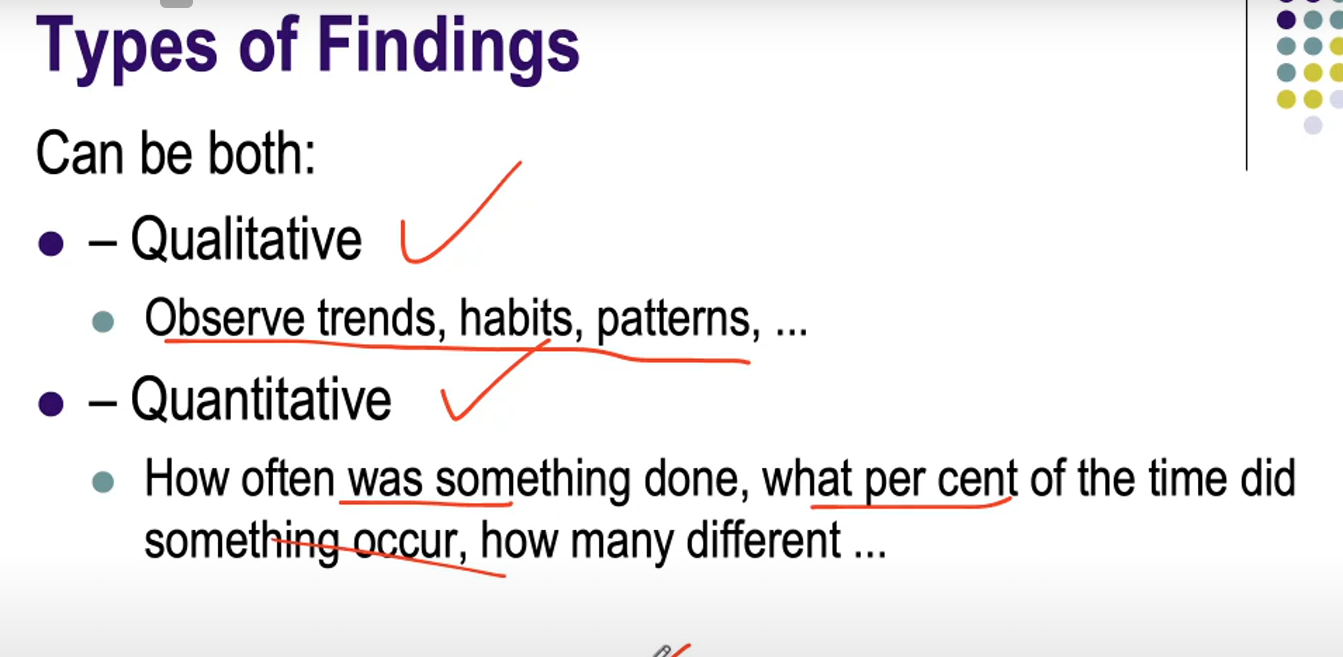 Types of Findings
Can be both:
– Qualitative
Observe trends, habits, patterns, ...
– Quantitative
How often was something done, what per cent of the time did
something occur, how many different ...